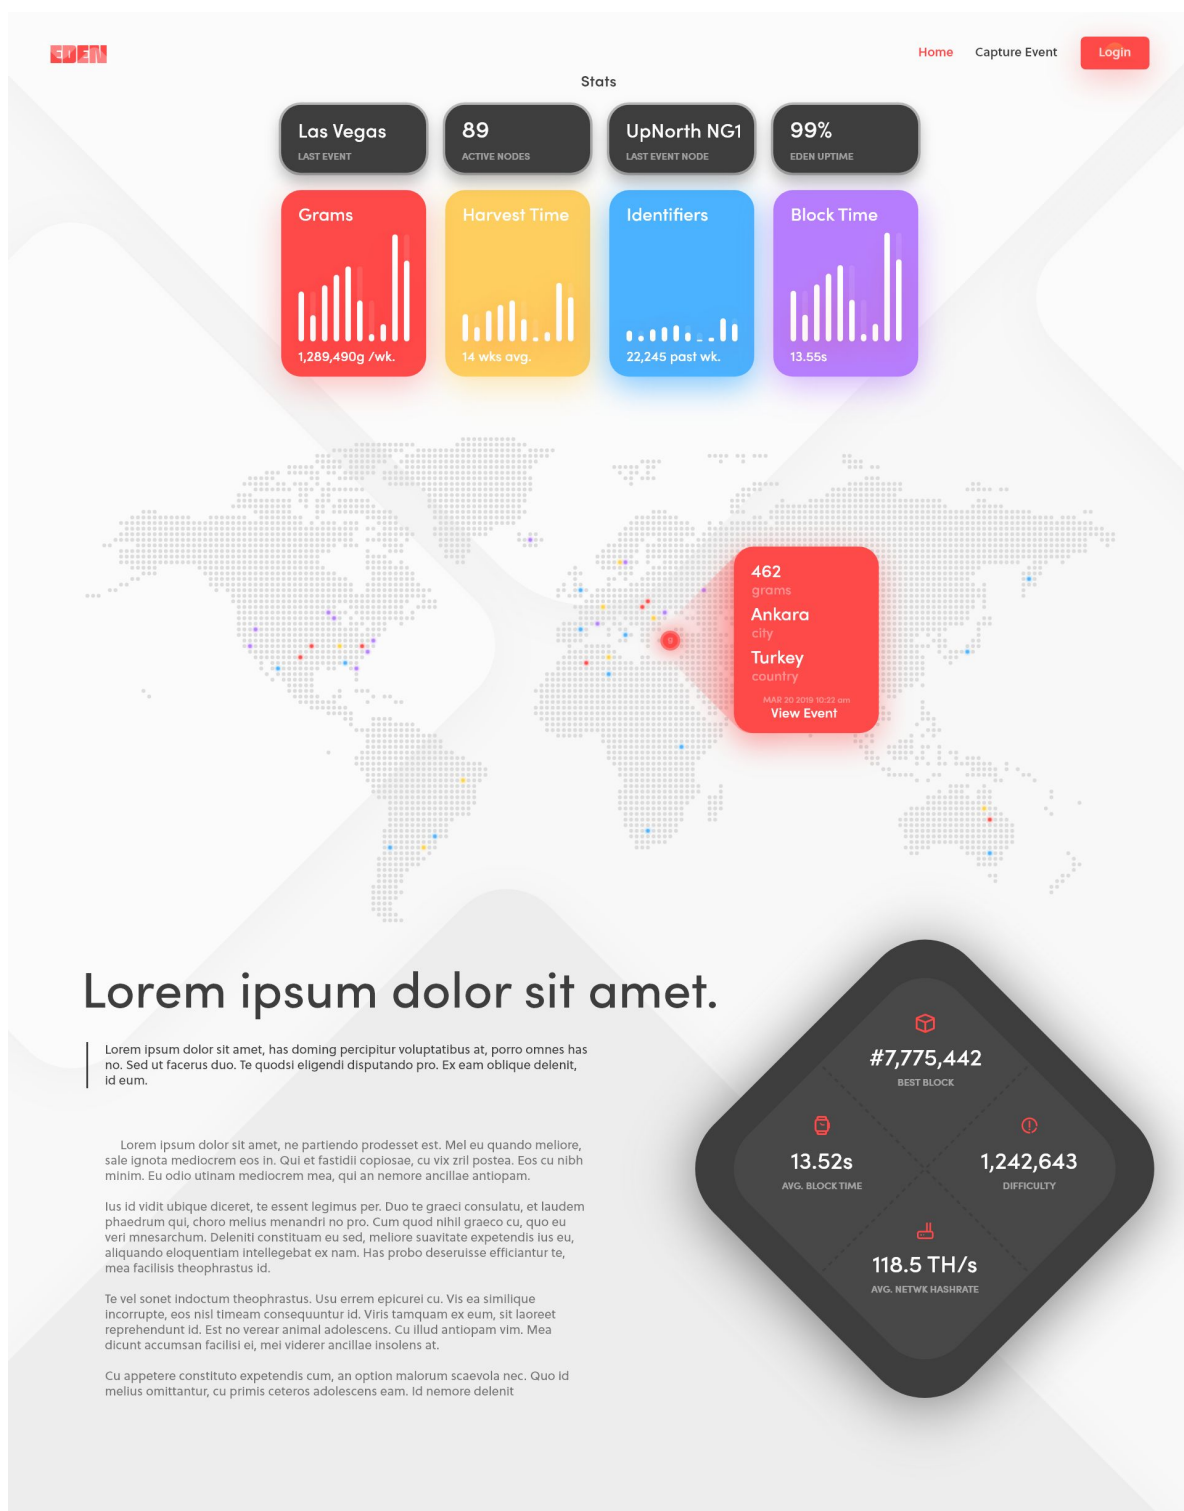 EDEN
Home Capture Event Login
Stats
Las Vegas
LAST EVENT
89
ACTIVE NODES
UpNorth NG1
LAST EVENT NODE
99%
EDEN UPTIME
Grams
1,289,490g /wk.
Harvest Time
14 wks avg.
Identifiers
22,245 past wk.
Block Time
13.55s
462
grams
Ankara
city
Turkey
country
MAR 20 2019 10:22 am
View Event
Lorem ipsum dolor sit amet.
Lorem ipsum dolor sit amet, has doming percipitur voluptatibus at, porro omnes has
no. Sed ut facerus duo. Te quodsi eligendi disputando pro. Ex eam oblique delenit,
id eum.
Lorem ipsum dolor sit amet, ne partiendo prodesset est. Mel eu quando meliore,
sale ignota mediocrem eos in. Qui et fastidii copiosae, cu vix zril postea. Eos cu nibh
minim. Eu odio utinam mediocrem mea, qui an nemore ancillae antiopam.
Ius id vidit ubique diceret, te essent legimus per. Duo te graeci consulatu, et laudem
phaedrum qui, choro melius menandri no pro. Cum quod nihil graeco cu, quo eu
veri mnesarchum. Deleniti constituam eu sed, meliore suavitate expetendis ius eu,
aliquando eloquentiam intellegebat ex nam. Has probo deseruisse efficiantur te,
mea facilisis theophrastus id.
Te vel sonet indoctum theophrastus. Usu errem epicurei cu. Vis ea similique
incorrupte, eos nisl timeam consequuntur id. Viris tamquam ex eum, sit laoreet
reprehendunt id. Est no verear animal adolescens. Cu illud antiopam vim. Mea
dicunt accumsan facilisi ei, mei viderer ancillae insolens at.
Cu appetere constituto expetendis cum, an option malorum scaevola nec. Quo id
melius omittantur, cu primis ceteros adolescens eam. Id nemore delenit
#7,775,442
BEST BLOCK
13.52s
AVG. BLOCK TIME
1,242,643
DIFFICULTY
118.5 TH/s
AVG. NETWK HASHRATE